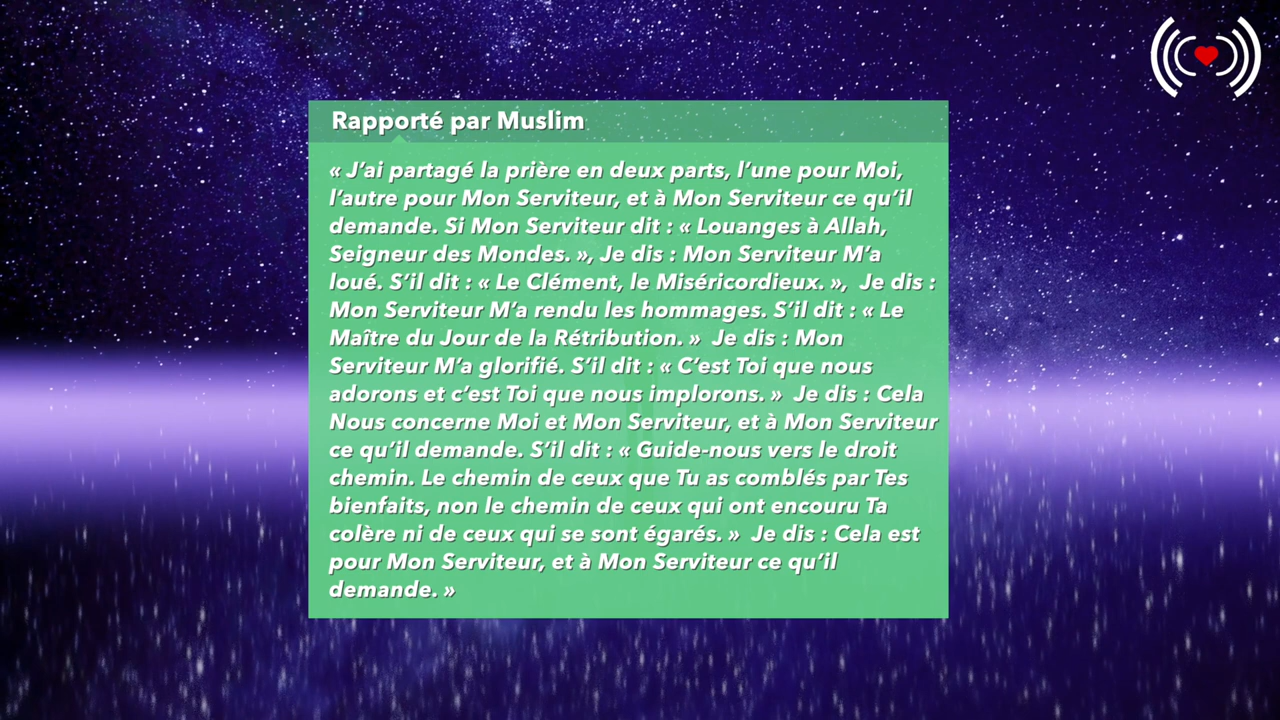 Rapporté par Muslim
« J’ai partagé la prière en deux parts, l’une pour Moi,
l’autre pour Mon Serviteur, et à Mon Serviteur ce qu’il
demande. Si Mon Serviteur dit : « Louanges à Allah,
Seigneur des Mondes. », Je dis : Mon Serviteur M’a
loué. S’il dit : « Le Clément, le Miséricordieux. »,  Je dis :
Mon Serviteur M’a rendu les hommages. S’il dit : « Le
Maître du Jour de la Rétribution. »  Je dis : Mon
Serviteur M’a glorifié. S’il dit : « C’est Toi que nous
adorons et c’est Toi que nous implorons. »  Je dis : Cela
Nous concerne Moi et Mon Serviteur, et à Mon Serviteur
ce qu’il demande. S’il dit : « Guide-nous vers le droit
chemin. Le chemin de ceux que Tu as comblés par Tes
bienfaits, non le chemin de ceux qui ont encouru Ta
colère ni de ceux qui se sont égarés. »  Je dis : Cela est
pour Mon Serviteur, et à Mon Serviteur ce qu’il
demande. »